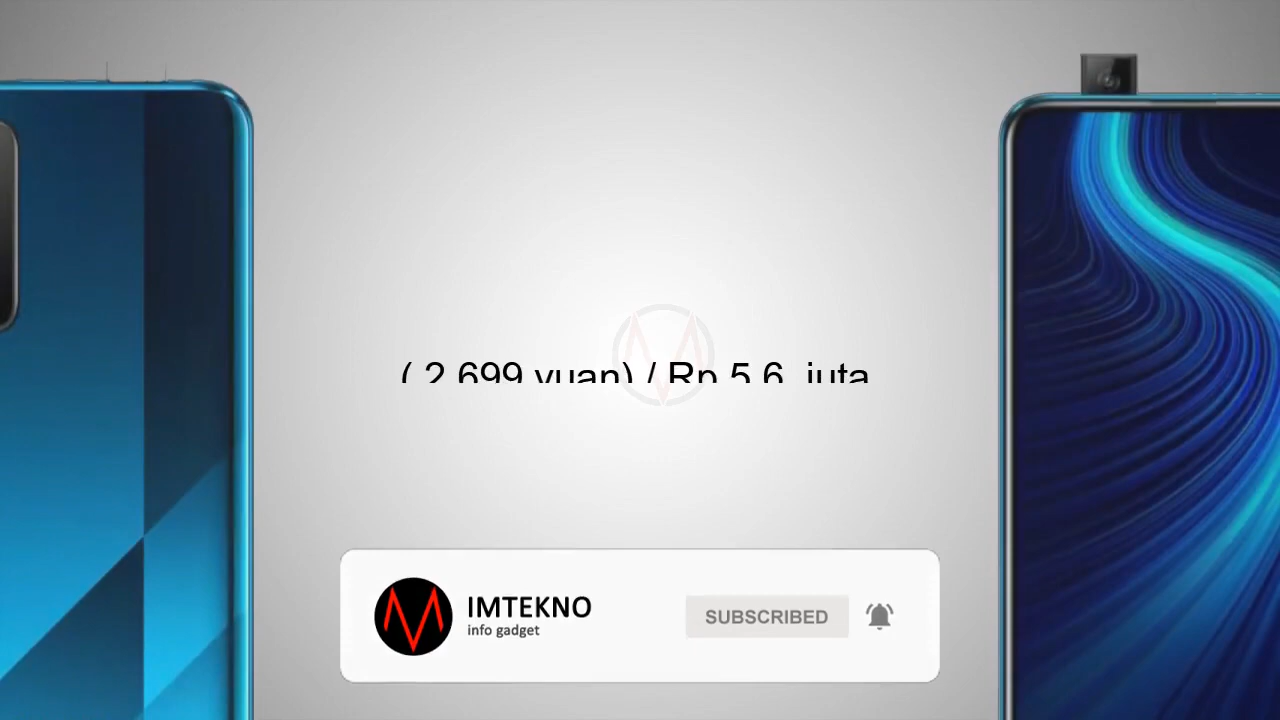 ( 2.699 yuan) / Rp 5,6 juta
IMTEKNO
info gadget
SUBSCRIBED